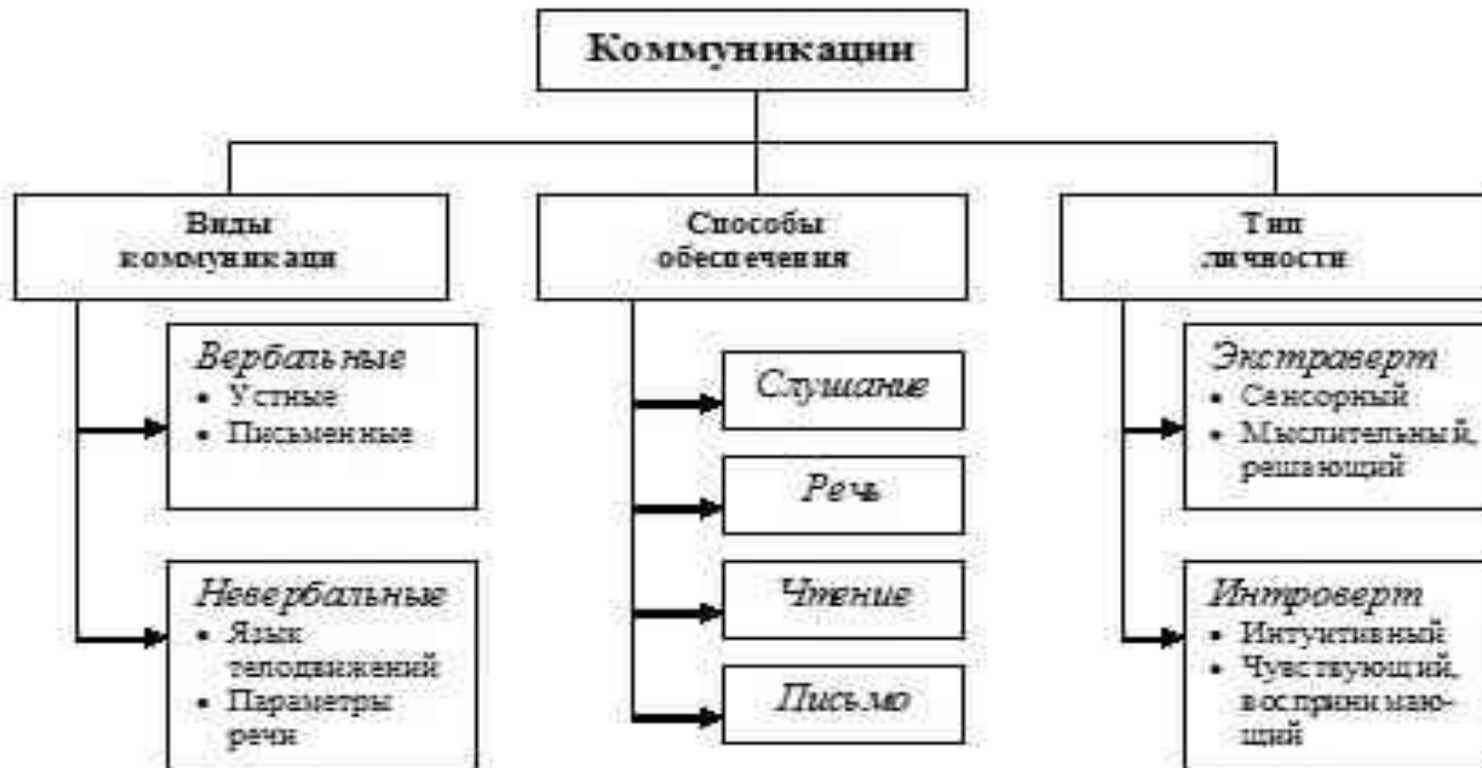 Коммуникации
Виды
коммуникаци
Вербальные
• Устные
• Письменные
Невербальные
• Язык
телодвижений
• Параметры
речи
Способы
обеспечения
Слушание
Речь
Чтение
Письмо
Тип
личности
Экстраверт
• Сенсорный
• Мыслительный,
решающий
Интроверт
• Интуитивный
• Чувствующий,
воспринимаю-
щий